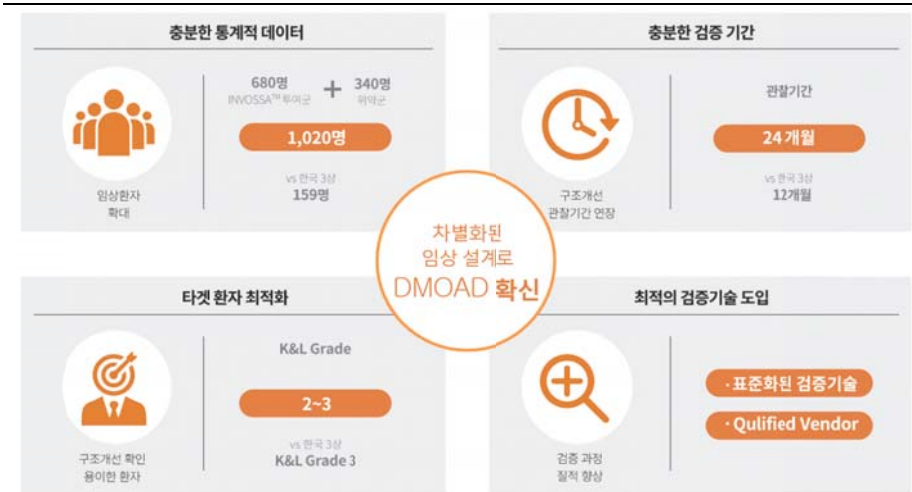 충분한 통계적 데이터
680명 + 340명
INVOSSA™ 투여군 위약군
1,020명
vs 한국 3상
159명
임상환자
확대
충분한 검증 기간
관찰기간
24개월
vs 한국 3상
12개월
구조개선
관찰기간 연장
차별화된
임상 설계로
DMOAD 확신
타겟 환자 최적화
K&L Grade
2~3
vs 한국 3상
K&L Grade 3
구조개선 확인
용이한 환자
최적의 검증기술 도입
· 표준화된 검증기술
· Qulified Vendor
검증 과정
질적 향상